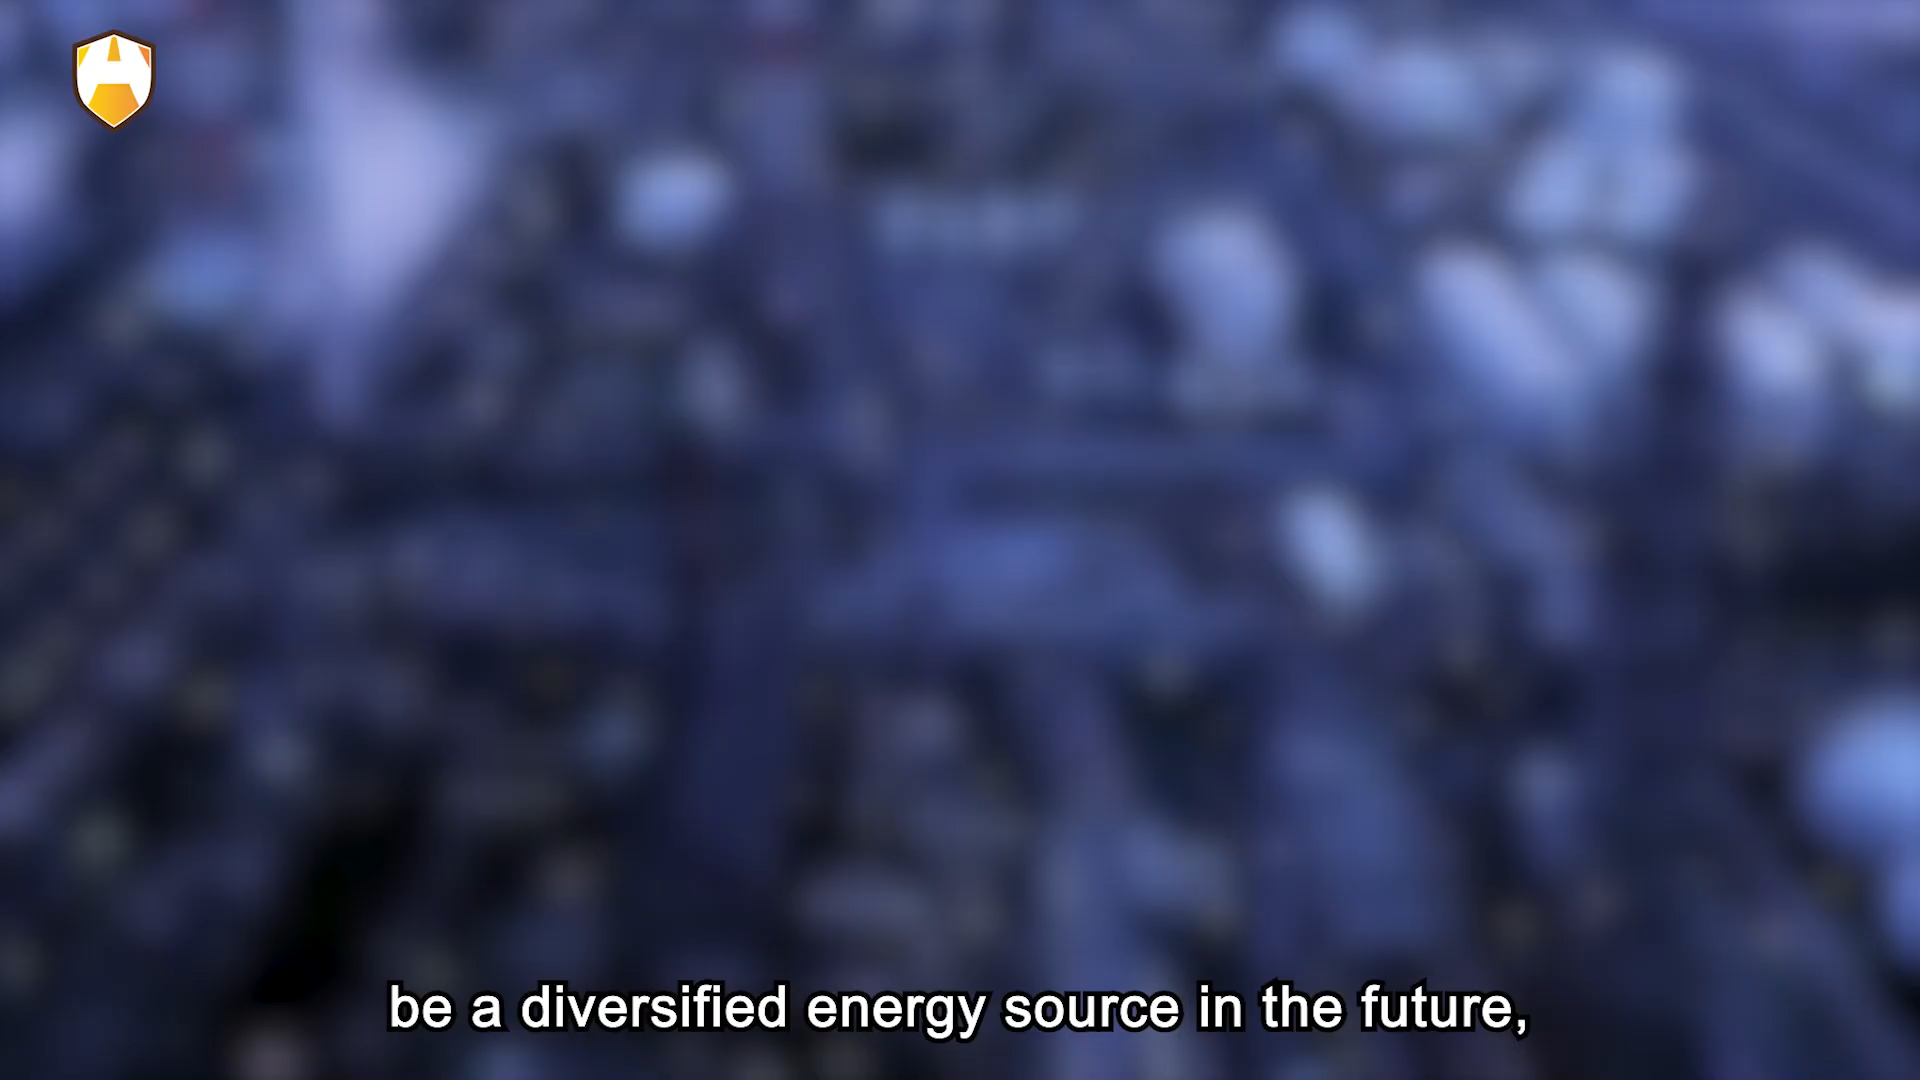 be a diversified energy source in the future,